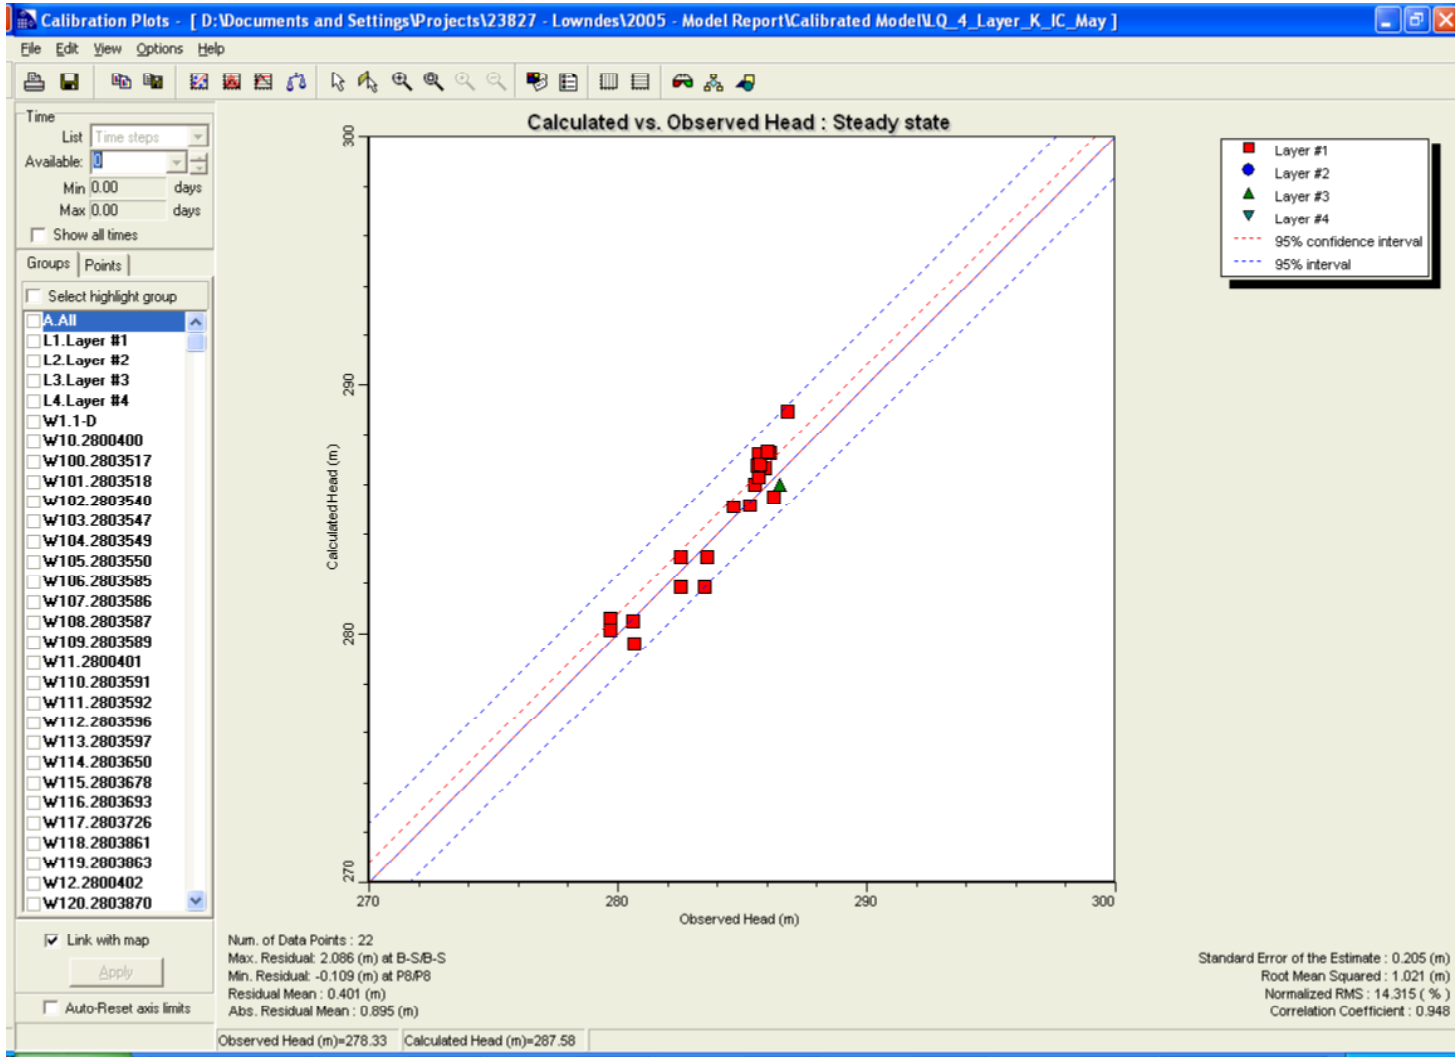 Calibration Plots - [ D:\Documents and Settings\Projects\23827 - Lowndes\2005 - Model Report\Calibrated Model\LQ_4_Layer_K_IC_May ]
File Edit View Options Help
Time
List Time steps
Available: 0
Min 0.00 days
Max 0.00 days
Show all times
Groups Points
Select highlight group
A.All
L1.Layer #1
L2.Layer #2
L3.Layer #3
L4.Layer #4
W1.1-D
W10.2800400
W100.2803517
W101.2803518
W102.2803540
W103.2803547
W104.2803549
W105.2803550
W106.2803585
W107.2803586
W108.2803587
W109.2803589
W11.2800401
W110.2803591
W111.2803592
W112.2803596
W113.2803597
W114.2803650
W115.2803678
W116.2803693
W117.2803726
W118.2803861
W119.2803863
W12.2800402
W120.2803870
Link with map
Apply
Auto-Reset axis limits
Calculated vs. Observed Head : Steady state
300
290
280
270
Calculated Head (m)
270 280 290 300
Observed Head (m)
Layer #1
Layer #2
Layer #3
Layer #4
95% confidence interval
95% interval
Num. of Data Points : 22
Max. Residual: 2.086 (m) at B-S/B-S
Min. Residual: -0.109 (m) at P8/P8
Residual Mean : 0.401 (m)
Abs. Residual Mean : 0.895 (m)
Standard Error of the Estimate : 0.205 (m)
Root Mean Squared : 1.021 (m)
Normalized RMS : 14.315 ( % )
Correlation Coefficient : 0.948
Observed Head (m)=278.33 Calculated Head (m)=287.58